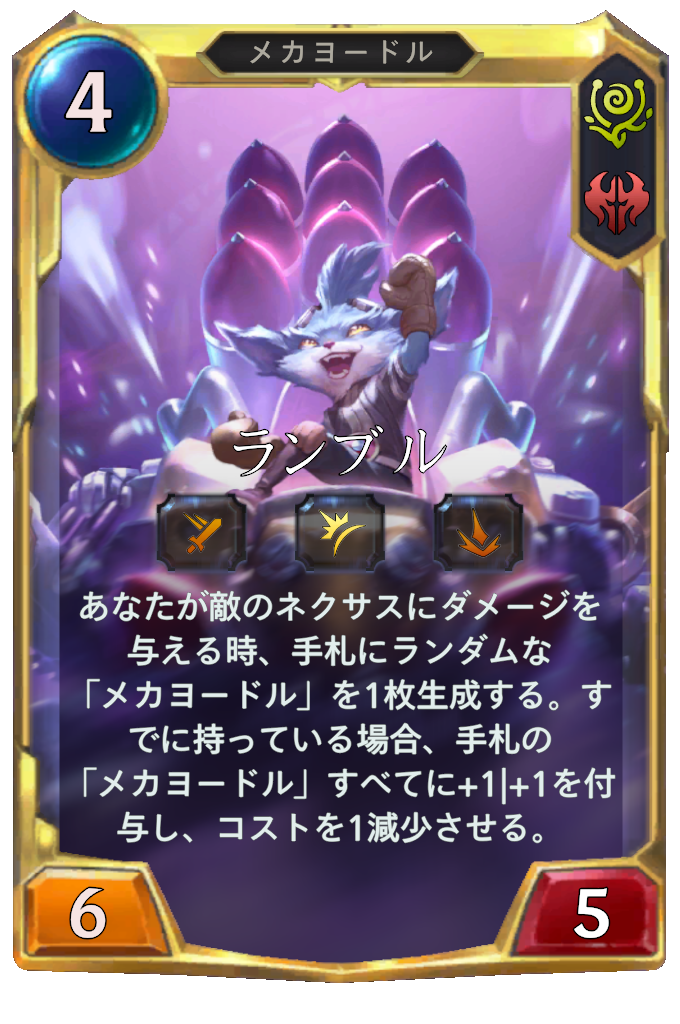 メカヨードル
4
ランブル
あなたが敵のネクサスにダメージを
与える時、手札にランダムな
「メカヨードル」を1枚生成する。す
でに持っている場合、手札の
「メカヨードル」すべてに+1|+1を付
与し、コストを1減少させる。
6
5